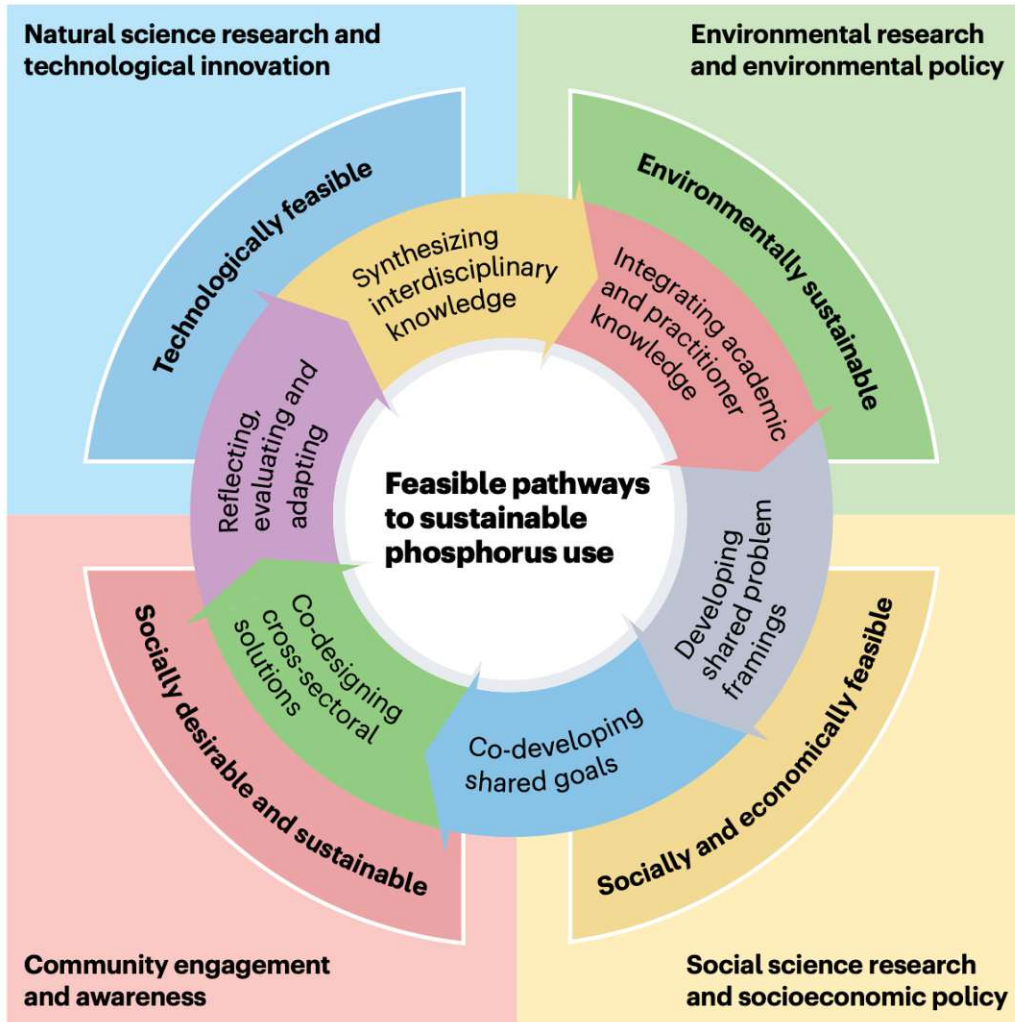 Natural science research and
technological innovation
Environmental research
and environmental policy
Technologically feasible
Environmentally sustainable
Synthesizing
interdisciplinary
knowledge
Integrating academic
and practitioner
knowledge
Reflecting,
evaluating and
adapting
Feasible pathways
to sustainable
phosphorus use
Developing
shared problem
framings
Co-designing
cross-sectoral
solutions
Co-developing
shared goals
Socially desirable and sustainable
Socially and economically feasible
Community engagement
and awareness
Social science research
and socioeconomic policy